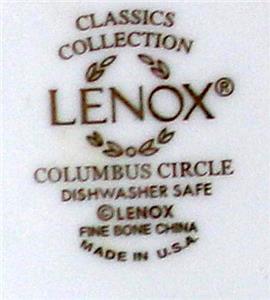 CLASSICS
COLLECTION
LENOX®
COLUMBUS CIRCLE
DISHWASHER SAFE
©LENOX
FINE BONE CHINA
MADE IN U.S.A.